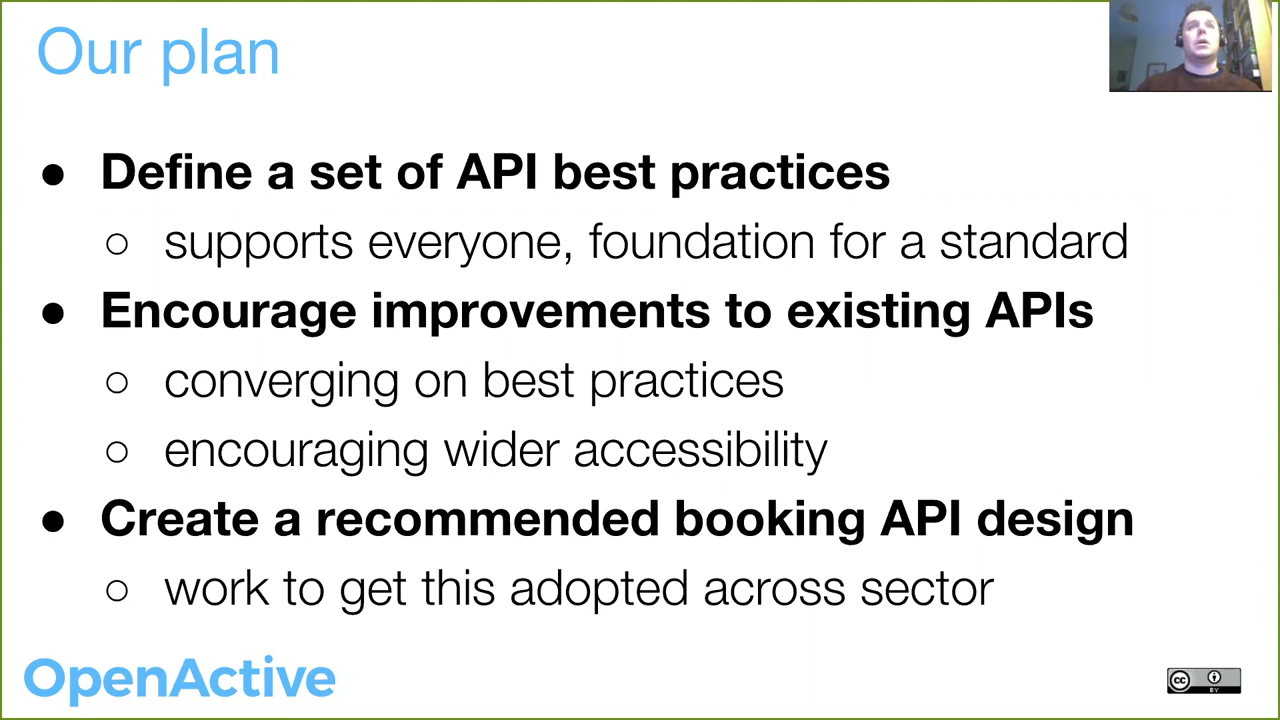 Our plan
● Define a set of API best practices
○ supports everyone, foundation for a standard
● Encourage improvements to existing APIs
○ converging on best practices
○ encouraging wider accessibility
● Create a recommended booking API design
○ work to get this adopted across sector
OpenActive
cc
BY